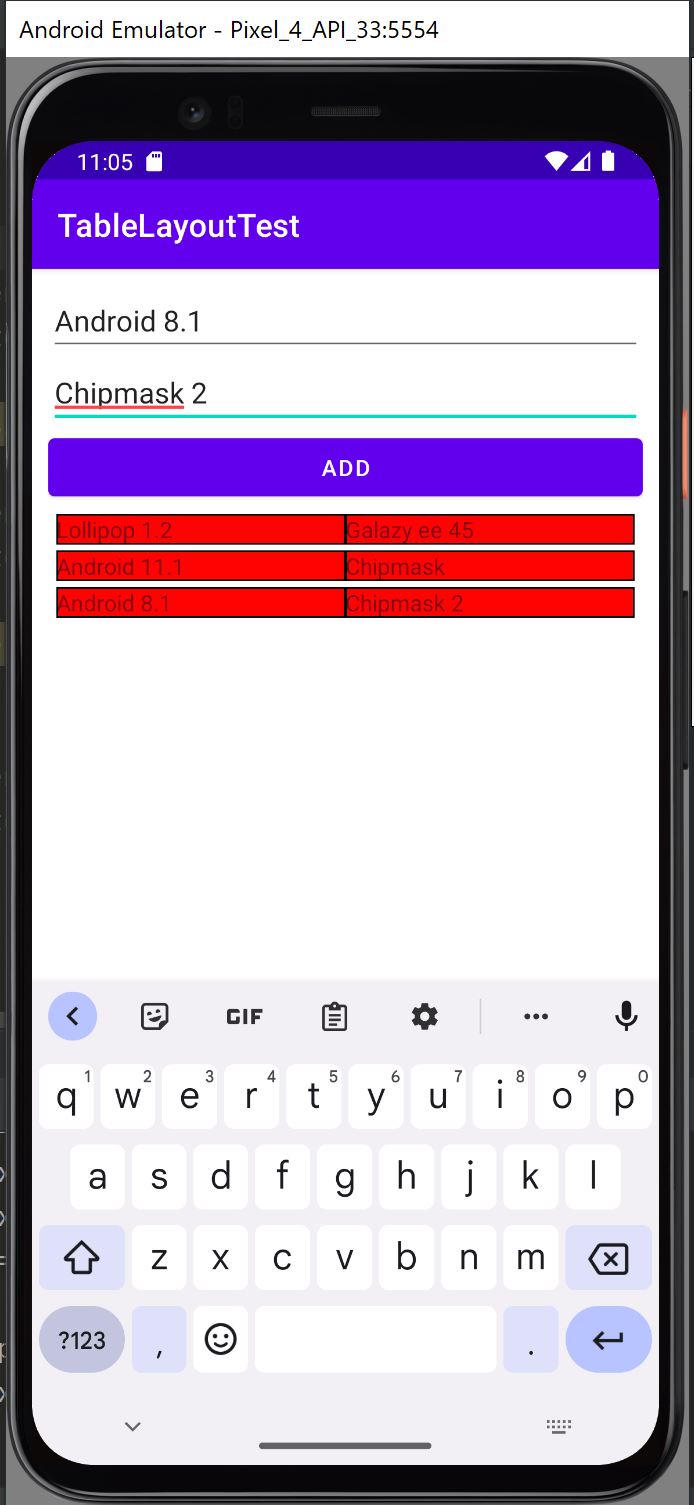 Android Emulator - Pixel_4_API_33:5554
11:05
TableLayoutTest
Android 8.1
Chipmask 2
ADD
Lollipop 1.2 Galazy ee 45
Android 11.1 Chipmask
Android 8.1 Chipmask 2
GIF
q 1 w 2 e 3 r 4 t 5 y 6 u 7 i 8 o 9 p 0
a s d f g h j k l
z x c v b n m
?123 , .